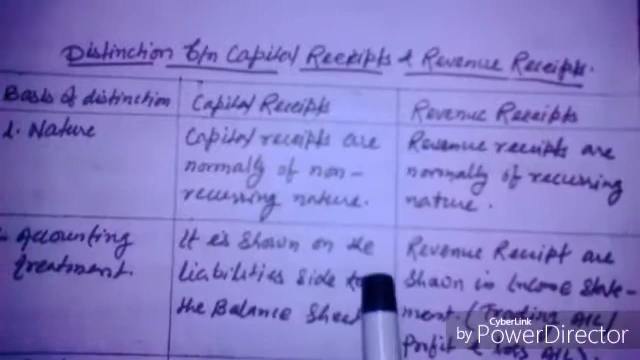 Distinction b/n Capital Receipts & Revenue Receipts.
Basis of distinction Capital Receipts Revenue Receipts
1. Nature
Capital receipts are
normally of non-
recurring nature.
Revenue receipts are
normally of recurring
nature.
Accounting
treatment.
It is shown on the
liabilities side
the Balance Sheet
Revenue Receipt are
Shown in Income State-
ment. (Trading A/c/
Profit & Loss A/c)
CyberLink
by PowerDirector